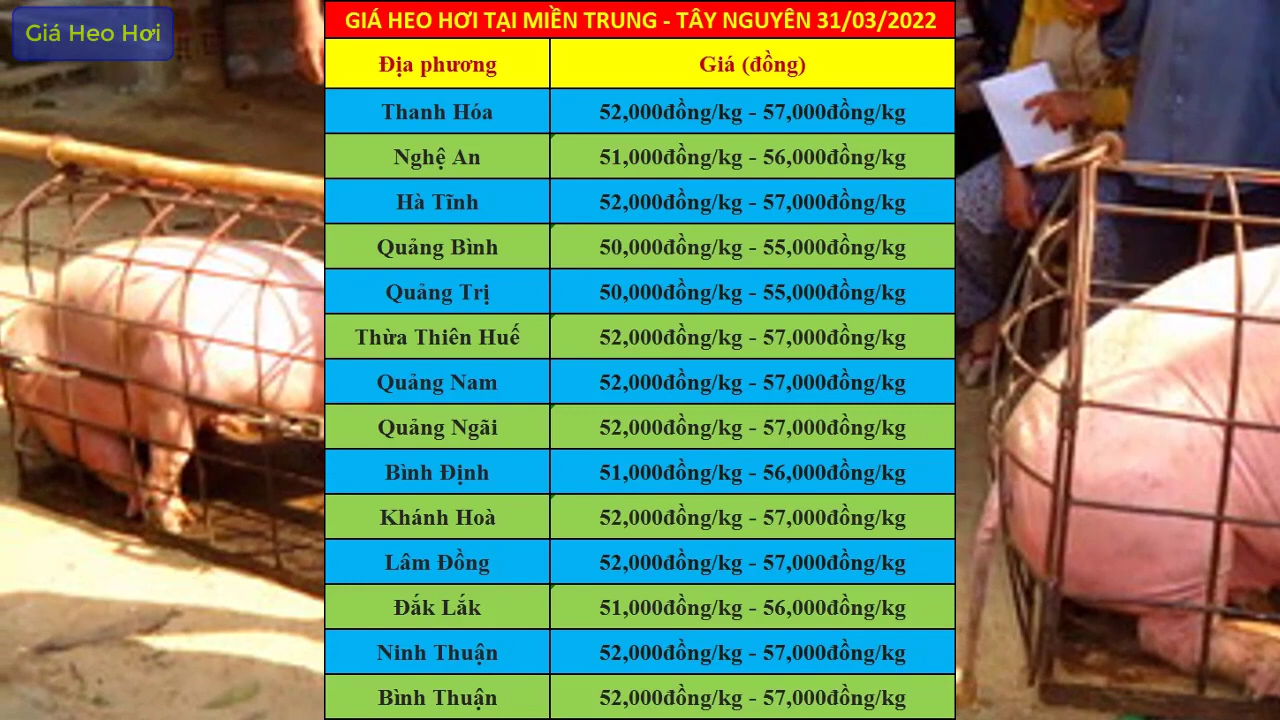 Giá Heo Hơi
GIÁ HEO HƠI TẠI MIỀN TRUNG - TÂY NGUYÊN 31/03/2022
Địa phương Giá (đồng)
Thanh Hóa 52,000đồng/kg - 57,000đồng/kg
Nghệ An 51,000đồng/kg - 56,000đồng/kg
Hà Tĩnh 52,000đồng/kg - 57,000đồng/kg
Quảng Bình 50,000đồng/kg - 55,000đồng/kg
Quảng Trị 50,000đồng/kg - 55,000đồng/kg
Thừa Thiên Huế 52,000đồng/kg - 57,000đồng/kg
Quảng Nam 52,000đồng/kg - 57,000đồng/kg
Quảng Ngãi 52,000đồng/kg - 57,000đồng/kg
Bình Định 51,000đồng/kg - 56,000đồng/kg
Khánh Hoà 52,000đồng/kg - 57,000đồng/kg
Lâm Đồng 52,000đồng/kg - 57,000đồng/kg
Đắk Lắk 51,000đồng/kg - 56,000đồng/kg
Ninh Thuận 52,000đồng/kg - 57,000đồng/kg
Bình Thuận 52,000đồng/kg - 57,000đồng/kg